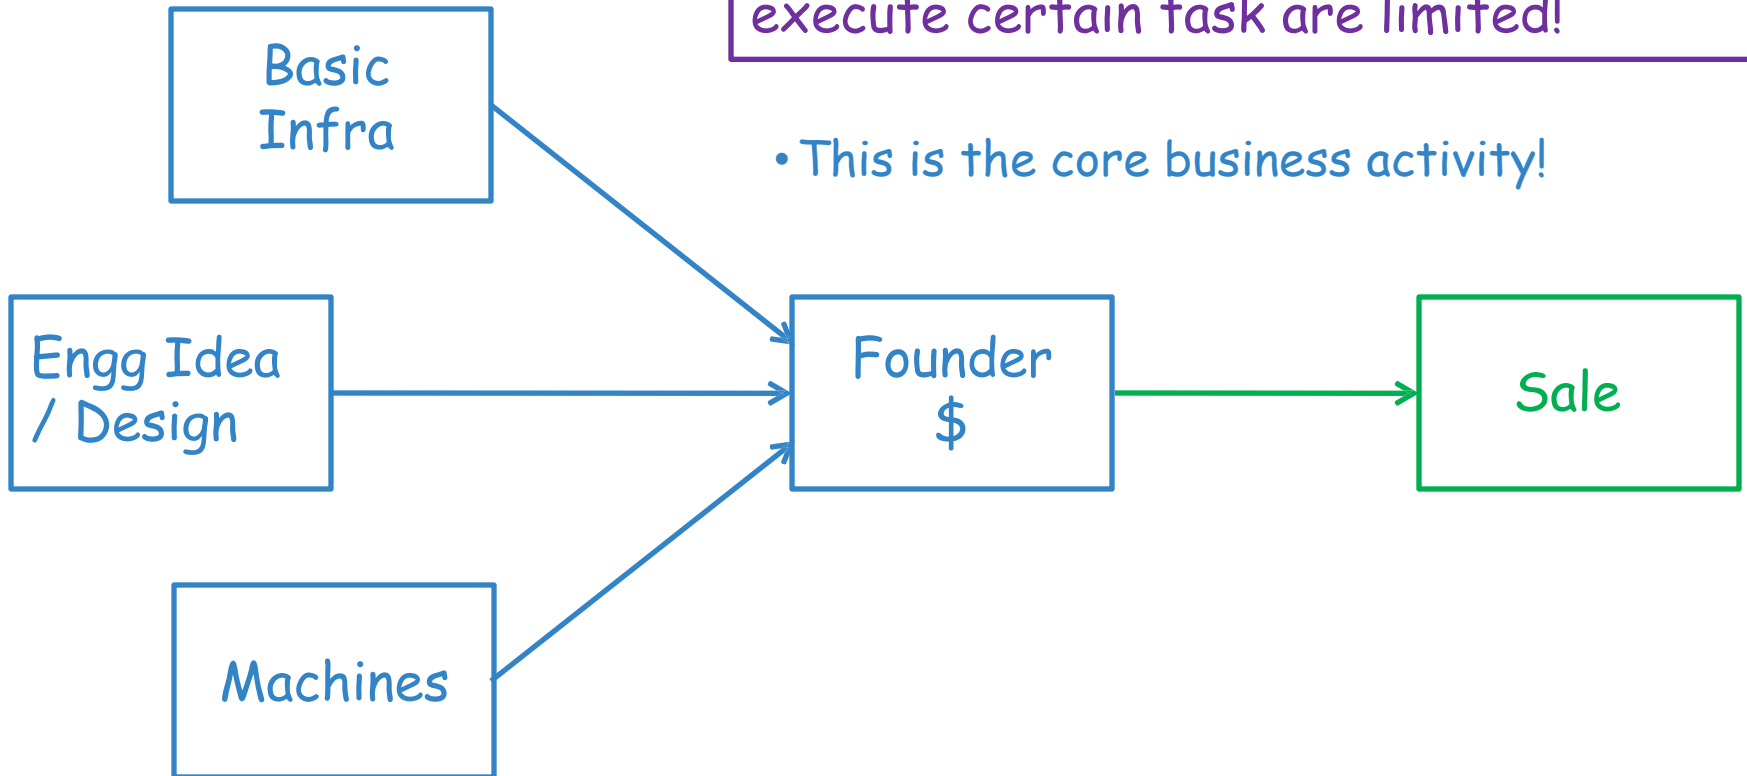 execute certain task are limited!
Basic
Infra
• This is the core business activity!
Engg Idea
/ Design
Founder
$
Sale
Machines